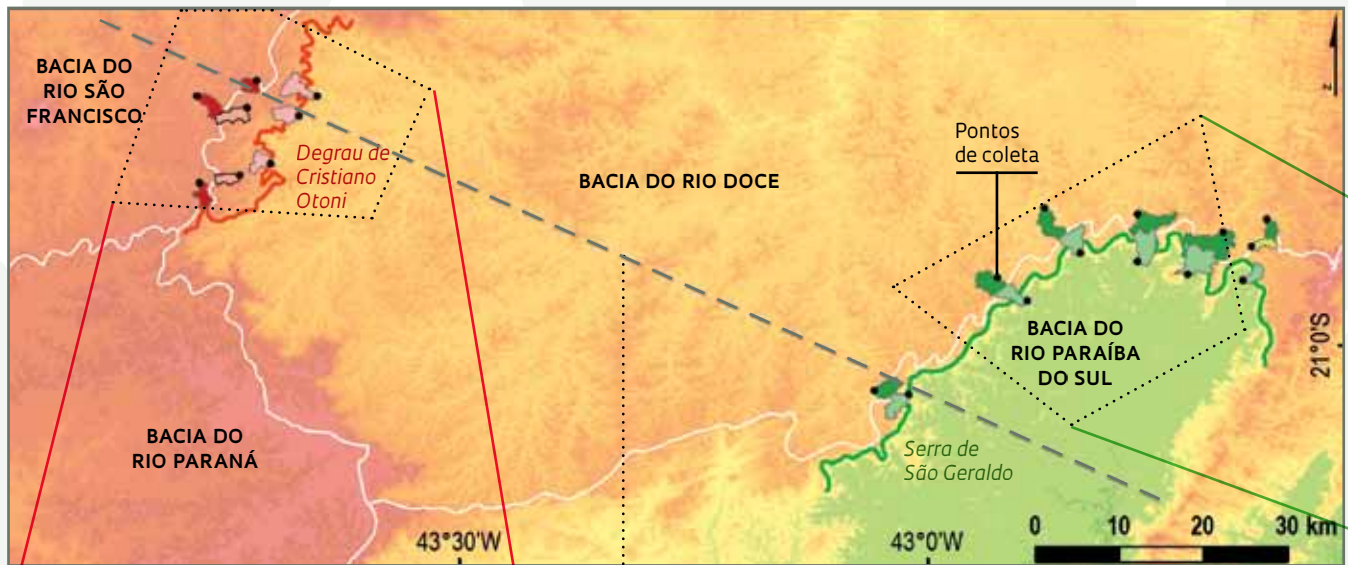 BACIA DO
RIO SÃO
FRANCISCO
Degrau de
Cristiano
Otoni
BACIA DO RIO DOCE
Pontos
de coleta
z
BACIA DO
RIO PARAÍBA
DO SUL
21°0'S
BACIA DO
RIO PARANÁ
Serra de
São Geraldo
43°30'W
43°0'W
0 10 20 30 km